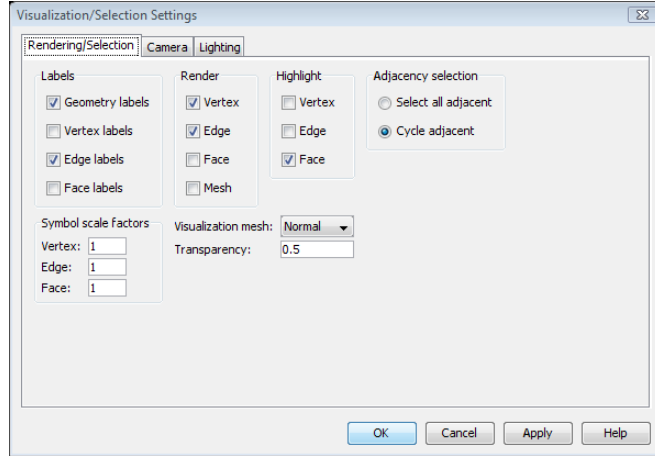 Visualization/Selection Settings
Rendering/Selection Camera Lighting
Labels Render Highlight Adjacency selection
Geometry labels Vertex Vertex Select all adjacent
Vertex labels Edge Edge Cycle adjacent
Edge labels Face Face
Face labels Mesh
Symbol scale factors Visualization mesh: Normal
Vertex: 1 Transparency: 0.5
Edge: 1
Face: 1
OK Cancel Apply Help